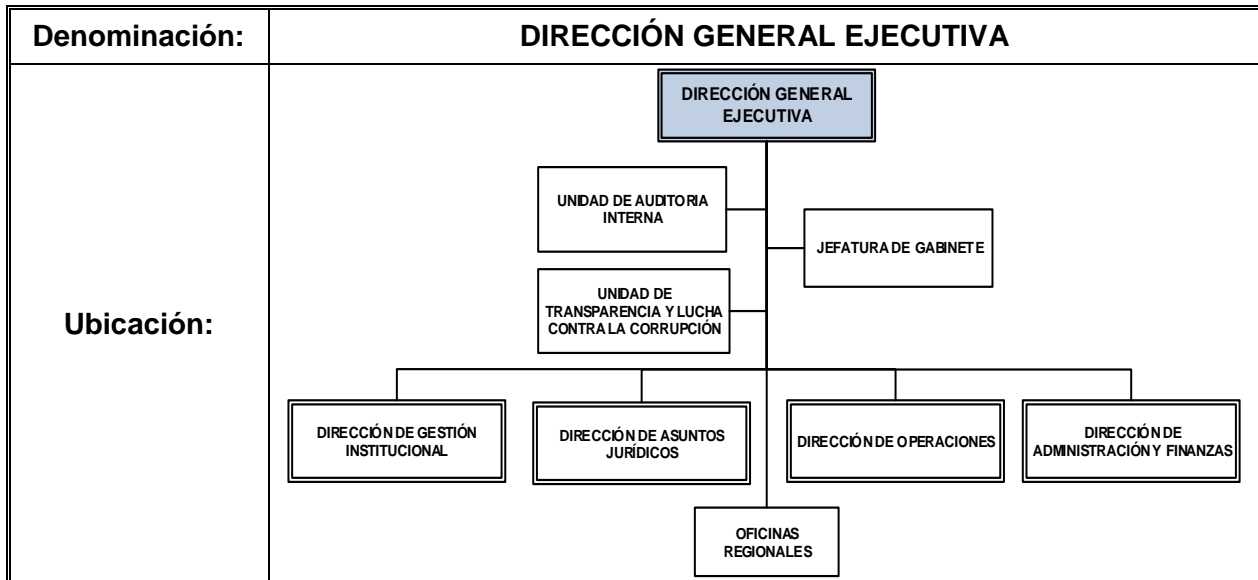 Denominación:
DIRECCIÓN GENERAL EJECUTIVA
Ubicación:
DIRECCIÓN GENERAL
EJECUTIVA
UNIDAD DE AUDITORIA
INTERNA
JEFATURA DE GABINETE
UNIDAD DE
TRANSPARENCIA Y LUCHA
CONTRA LA CORRUPCIÓN
DIRECCIÓN DE GESTIÓN
INSTITUCIONAL
DIRECCIÓN DE ASUNTOS
JURÍDICOS
DIRECCIÓN DE OPERACIONES
DIRECCIÓN DE
ADMINISTRACIÓN Y FINANZAS
OFICINAS
REGIONALES